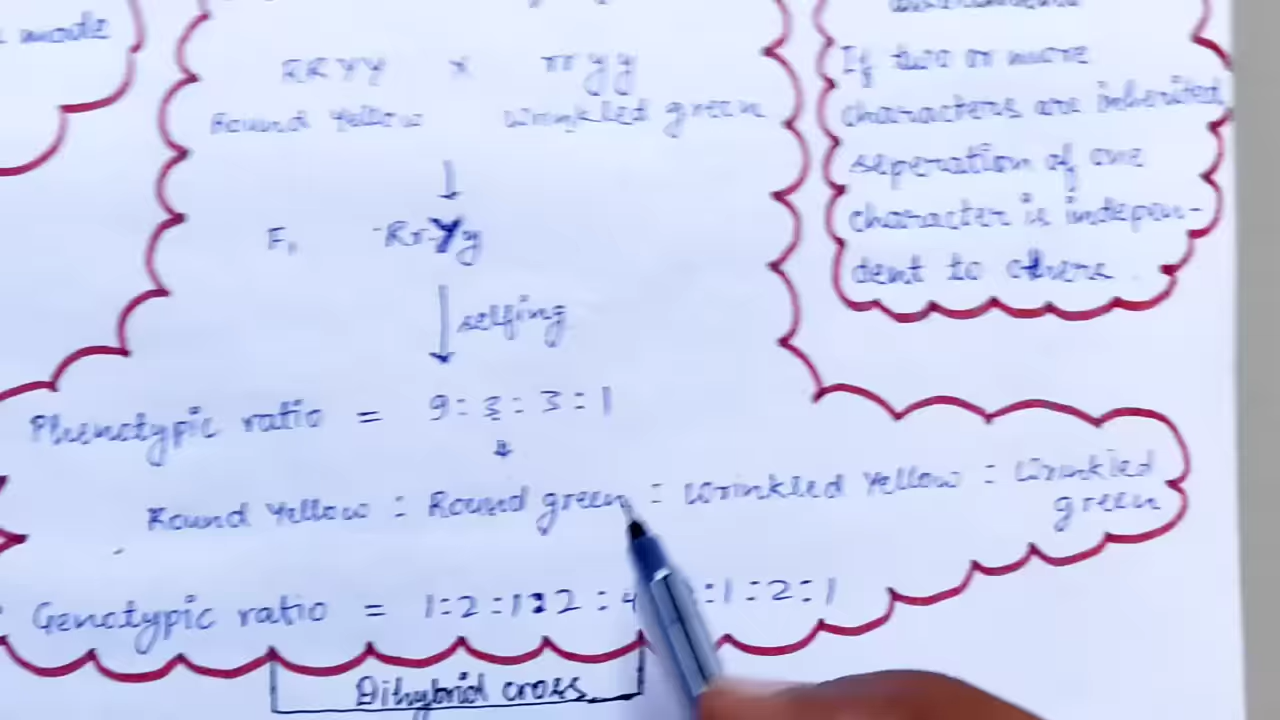 mode
RRYY x rryy
Round Yellow Wrinkled green
F1 RrYy
selfing
Phenotypic ratio = 9:3:3:1
Round Yellow : Round green : Wrinkled Yellow : Wrinkled green
Genotypic ratio = 1:2:1:2:4 :1:2:1
Dihybrid cross
If two or more
characters are inherited
seperation of one
character is indepen-
dent to others.